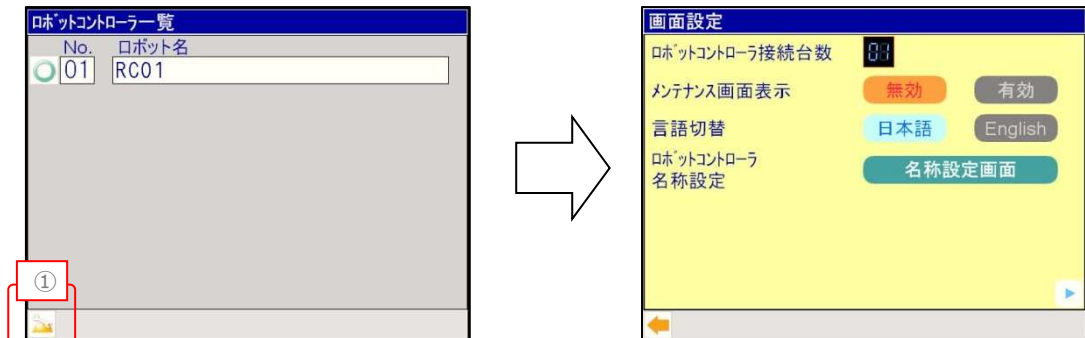 ロボットコントローラ一覧
No. ロボット名
01 RC01
①
画面設定
ロボットコントローラ接続台数 01
メンテナンス画面表示 無効 有効
言語切替 日本語 English
ロボットコントローラ
名称設定 名称設定画面